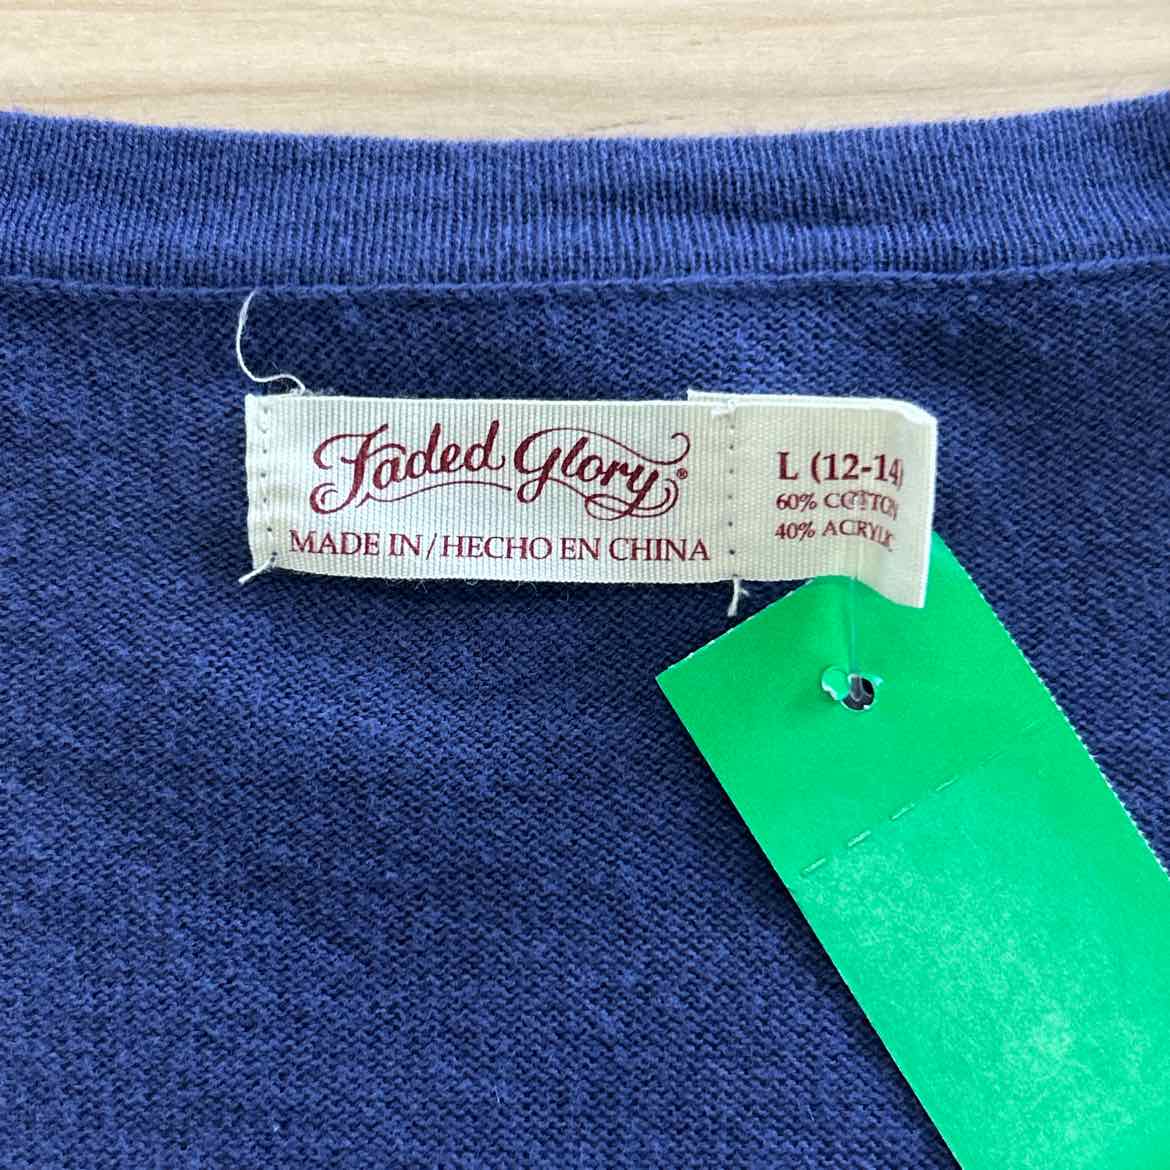 Faded Glory®
MADE IN/HECHO EN CHINA
L (12-14)
60% COTTON
40% ACRYLIC